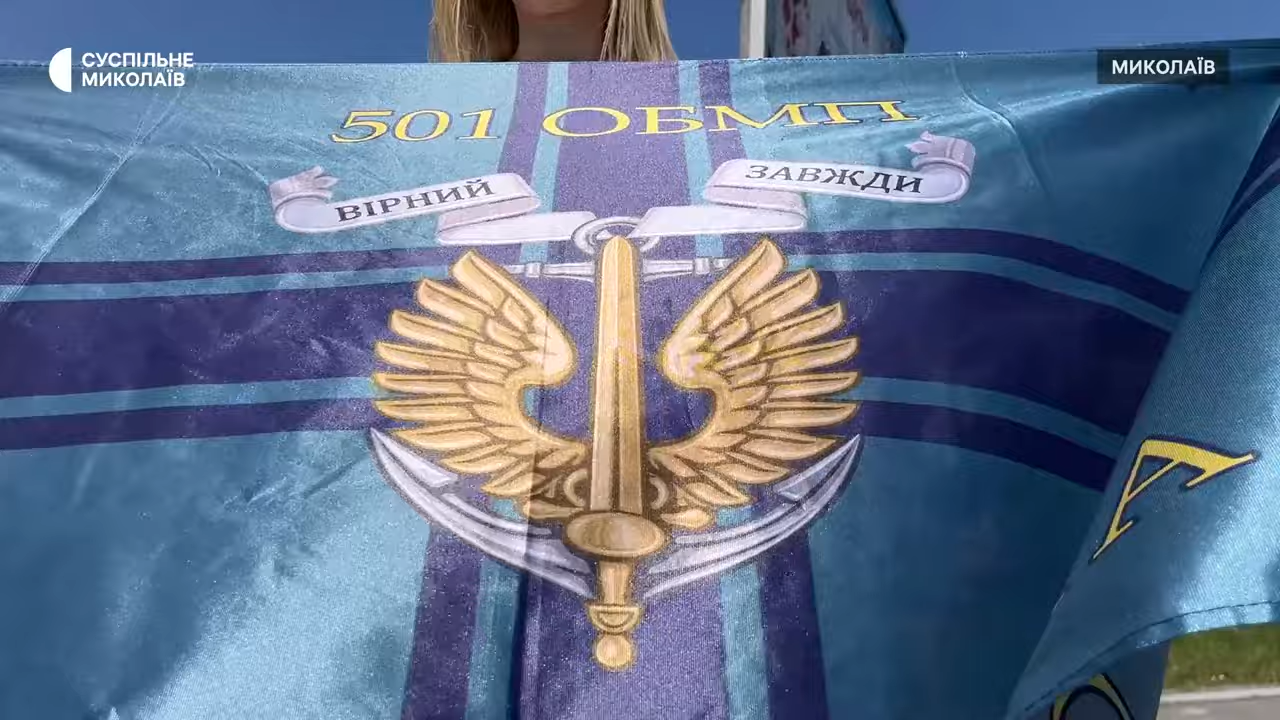 СУСПІЛЬНЕ
МИКОЛАЇВ
МИКОЛАЇВ
501 ОБМП
ВІРНИЙ
ЗАВЖДИ